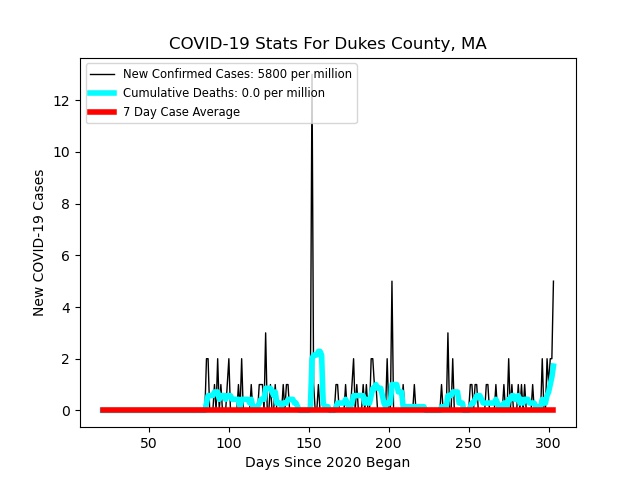 COVID-19 Stats For Dukes County, MA
New Confirmed Cases: 5800 per million
Cumulative Deaths: 0.0 per million
7 Day Case Average
12
10
8
6
4
2
0
New COVID-19 Cases
50 100 150 200 250 300
Days Since 2020 Began